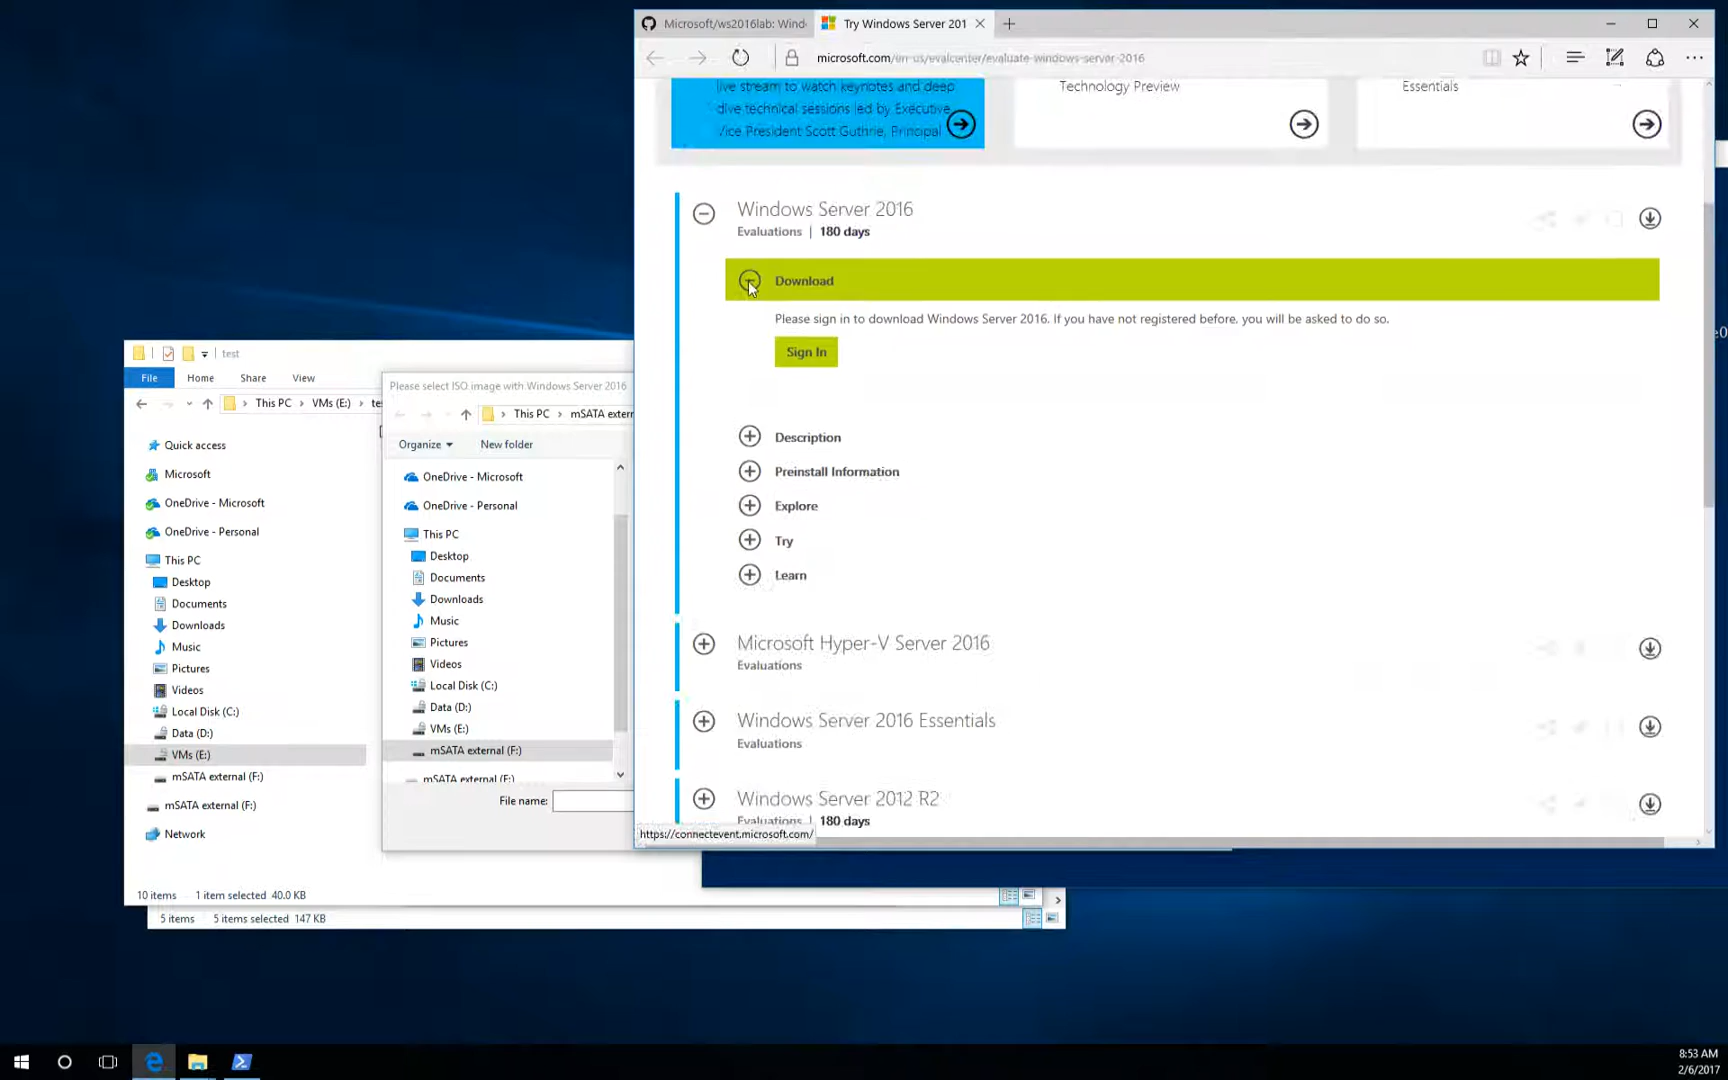 Microsoft/ws2016lab: Wind
Try Windows Server 201
microsoft.com/en-us/evalcenter/evaluate-windows-server-2016
live stream to watch keynotes and deep
dive technical sessions led by Executive
Vice President Scott Guthrie, Principal
Technology Preview
Essentials
Windows Server 2016
Evaluations | 180 days
Download
Please sign in to download Windows Server 2016. If you have not registered before, you will be asked to do so.
Sign In
Description
Preinstall Information
Explore
Try
Learn
Microsoft Hyper-V Server 2016
Evaluations
Windows Server 2016 Essentials
Evaluations
Windows Server 2012 R2
Evaluations | 180 days
https://connectevent.microsoft.com/
test
File
Home
Share
View
This PC
VMs (E:)
Quick access
Microsoft
OneDrive - Microsoft
OneDrive - Personal
This PC
Desktop
Documents
Downloads
Music
Pictures
Videos
Local Disk (C:)
Data (D:)
VMs (E:)
mSATA external (F:)
mSATA external (F:)
Network
10 items
1 item selected 40.0 KB
5 items
5 items selected 147 KB
Please select ISO image with Windows Server 2016
This PC
mSATA exter
Organize
New folder
OneDrive - Microsoft
OneDrive - Personal
This PC
Desktop
Documents
Downloads
Music
Pictures
Videos
Local Disk (C:)
Data (D:)
VMs (E:)
mSATA external (F:)
mSATA external (F:)
File name:
8:53 AM
2/6/2017